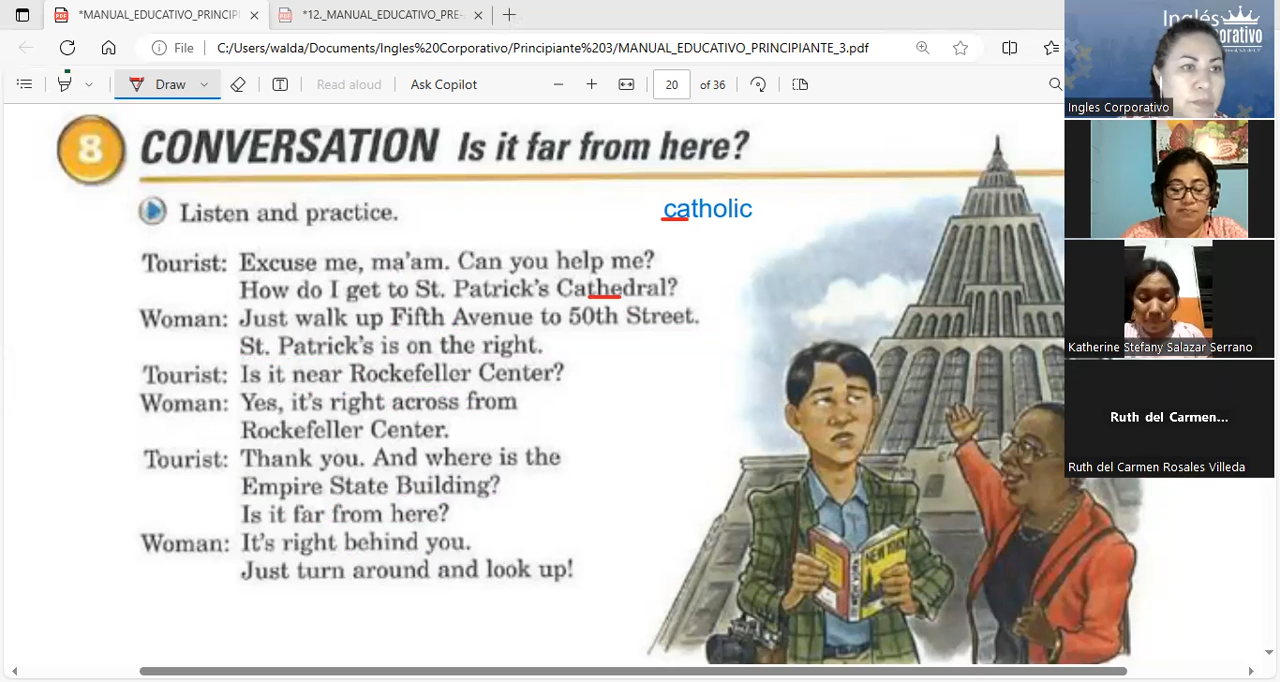 *MANUAL_EDUCATIVO_PRINCIPI
*12._MANUAL_EDUCATIVO_PRE-
File
C:/Users/walda/Documents/Ingles%20Corporativo/Principiante%203/MANUAL_EDUCATIVO_PRINCIPIANTE_3.pdf
Draw
Read aloud
Ask Copilot
20 of 36
8 CONVERSATION Is it far from here?
Listen and practice.
catholic
Tourist: Excuse me, ma'am. Can you help me?
How do I get to St. Patrick's Cathedral?
Woman: Just walk up Fifth Avenue to 50th Street.
St. Patrick's is on the right.
Tourist: Is it near Rockefeller Center?
Woman: Yes, it's right across from
Rockefeller Center.
Tourist: Thank you. And where is the
Empire State Building?
Is it far from here?
Woman: It's right behind you.
Just turn around and look up!
NEW YORK
Inglés
Ingles Corporativo
Katherine Stefany Salazar Serrano
Ruth del Carmen...
Ruth del Carmen Rosales Villeda